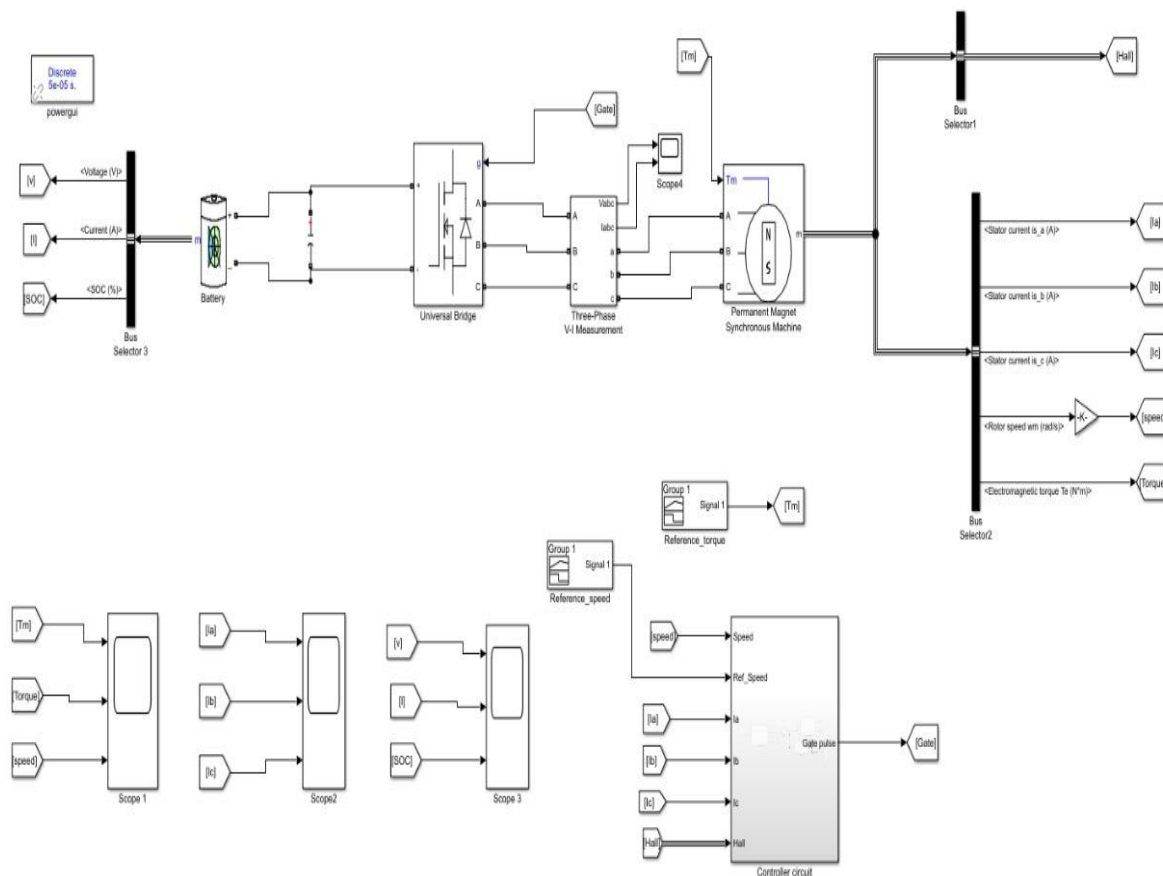 Discrete
5e-05 s.
powergui
[v]
<Voltage (V)>
[I]
<Current (A)>
[SOC]
<SOC (%)>
Bus
Selector 3
m
+
_
Battery
+
-
g
A
B
C
Universal Bridge
[Gate]
A
B
C
Vabc
Iabc
a
b
c
Three-Phase
V-I Measurement
Scope4
[Tm]
Tm
A
B
C
N
S
m
Permanent Magnet
Synchronous Machine
Bus
Selector1
[Hall]
<Stator current is_a (A)>
[Ia]
<Stator current is_b (A)>
[Ib]
<Stator current is_c (A)>
[Ic]
<Rotor speed wm (rad/s)>
-K-
[speed
<Electromagnetic torque Te (N*m)>
[Torque
Bus
Selector2
Group 1
Signal 1
Reference_torque
[Tm]
Group 1
Signal 1
Reference_speed
[Tm]
[Torque]
[speed]
Scope 1
[Ia]
[Ib]
[Ic]
Scope2
[v]
[I]
[SOC]
Scope 3
[speed]
[Ia]
[Ib]
[Ic]
[Hall]
Speed
Ref_Speed
Ia
Ib
Ic
Hall
Gate pulse
Controller circuit
[Gate]